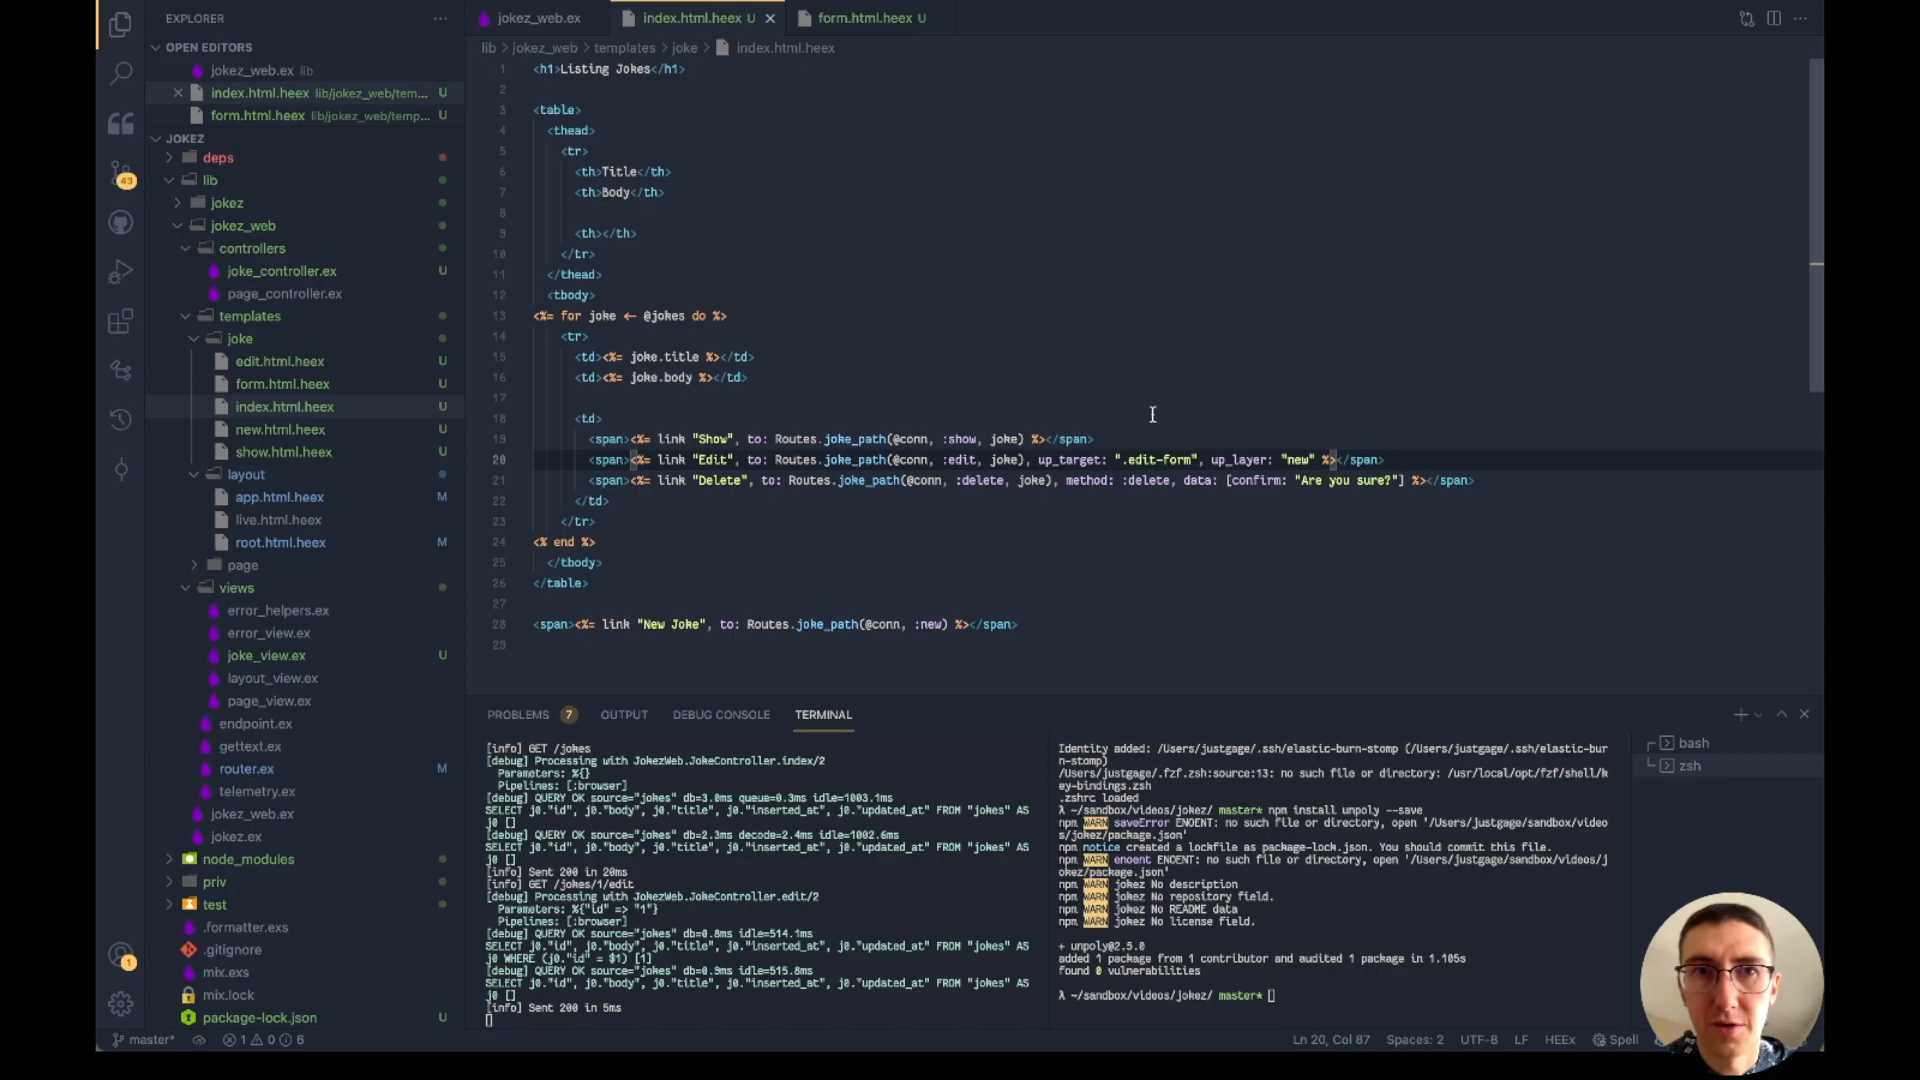 EXPLORER
OPEN EDITORS
jokez_web.ex lib
index.html.heex lib/jokez_web/tem... U
form.html.heex lib/jokez_web/temp... U
JOKEZ
deps
lib
jokez
jokez_web
controllers
joke_controller.ex U
page_controller.ex
templates
joke
edit.html.heex U
form.html.heex U
index.html.heex U
new.html.heex U
show.html.heex U
layout
app.html.heex M
live.html.heex
root.html.heex M
page
views
error_helpers.ex
error_view.ex
joke_view.ex U
layout_view.ex
page_view.ex
endpoint.ex
gettext.ex
router.ex M
telemetry.ex
jokez_web.ex
jokez.ex
node_modules
priv
test
.formatter.exs
.gitignore
mix.exs
mix.lock
package-lock.json U
43
1
jokez_web.ex
index.html.heex U
form.html.heex U
lib > jokez_web > templates > joke > index.html.heex
1 <h1>Listing Jokes</h1>
2
3 <table>
4 <thead>
5 <tr>
6 <th>Title</th>
7 <th>Body</th>
8
9 <th></th>
10 </tr>
11 </thead>
12 <tbody>
13 <%= for joke <- @jokes do %>
14 <tr>
15 <td><%= joke.title %></td>
16 <td><%= joke.body %></td>
17
18 <td>
19 <span><%= link "Show", to: Routes.joke_path(@conn, :show, joke) %></span>
20 <span><%= link "Edit", to: Routes.joke_path(@conn, :edit, joke), up_target: ".edit-form", up_layer: "new" %></span>
21 <span><%= link "Delete", to: Routes.joke_path(@conn, :delete, joke), method: :delete, data: [confirm: "Are you sure?"] %></span>
22 </td>
23 </tr>
24 <% end %>
25 </tbody>
26 </table>
27
28 <span><%= link "New Joke", to: Routes.joke_path(@conn, :new) %></span>
29
PROBLEMS 7 OUTPUT DEBUG CONSOLE TERMINAL
[info] GET /jokes
[debug] Processing with JokezWeb.JokeController.index/2
Parameters: %{}
Pipelines: [:browser]
[debug] QUERY OK source="jokes" db=3.0ms queue=0.3ms idle=1003.1ms
SELECT j0."id", j0."body", j0."title", j0."inserted_at", j0."updated_at" FROM "jokes" AS
j0 []
[debug] QUERY OK source="jokes" db=2.3ms decode=2.4ms idle=1002.6ms
SELECT j0."id", j0."body", j0."title", j0."inserted_at", j0."updated_at" FROM "jokes" AS
j0 []
[info] Sent 200 in 20ms
[info] GET /jokes/1/edit
[debug] Processing with JokezWeb.JokeController.edit/2
Parameters: %{"id" => "1"}
Pipelines: [:browser]
[debug] QUERY OK source="jokes" db=0.8ms idle=514.1ms
SELECT j0."id", j0."body", j0."title", j0."inserted_at", j0."updated_at" FROM "jokes" AS
j0 WHERE (j0."id" = $1) [1]
[debug] QUERY OK source="jokes" db=0.9ms idle=515.8ms
SELECT j0."id", j0."body", j0."title", j0."inserted_at", j0."updated_at" FROM "jokes" AS
j0 []
[info] Sent 200 in 5ms
Identity added: /Users/justgage/.ssh/elastic-burn-stomp (/Users/justgage/.ssh/elastic-bur
n-stomp)
/Users/justgage/.fzf.zsh:source:13: no such file or directory: /usr/local/opt/fzf/shell/k
ey-bindings.zsh
.zshrc loaded
λ ~/sandbox/videos/jokez/ master* npm install unpoly --save
npm WARN saveError ENOENT: no such file or directory, open '/Users/justgage/sandbox/video
s/jokez/package.json'
npm notice created a lockfile as package-lock.json. You should commit this file.
npm WARN enoent ENOENT: no such file or directory, open '/Users/justgage/sandbox/videos/j
okez/package.json'
npm WARN jokez No description
npm WARN jokez No repository field.
npm WARN jokez No README data
npm WARN jokez No license field.

+ unpoly@2.5.0
added 1 package from 1 contributor and audited 1 package in 1.105s
found 0 vulnerabilities

λ ~/sandbox/videos/jokez/ master*
bash
zsh
master* 1 0 6
Ln 20, Col 87 Spaces: 2 UTF-8 LF HEEx Spell